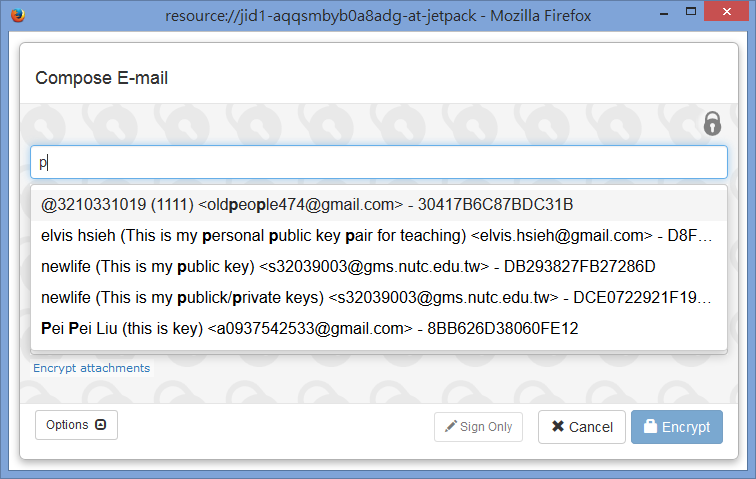 resource://jid1-aqqsmbyb0a8adg-at-jetpack - Mozilla Firefox
Compose E-mail
p
@3210331019 (1111) <oldpeople474@gmail.com> - 30417B6C87BDC31B
elvis hsieh (This is my personal public key pair for teaching) <elvis.hsieh@gmail.com> - D8F…
newlife (This is my public key) <s32039003@gms.nutc.edu.tw> - DB293827FB27286D
newlife (This is my publick/private keys) <s32039003@gms.nutc.edu.tw> - DCE0722921F19…
Pei Pei Liu (this is key) <a0937542533@gmail.com> - 8BB626D38060FE12
Encrypt attachments
Options Sign Only Cancel Encrypt